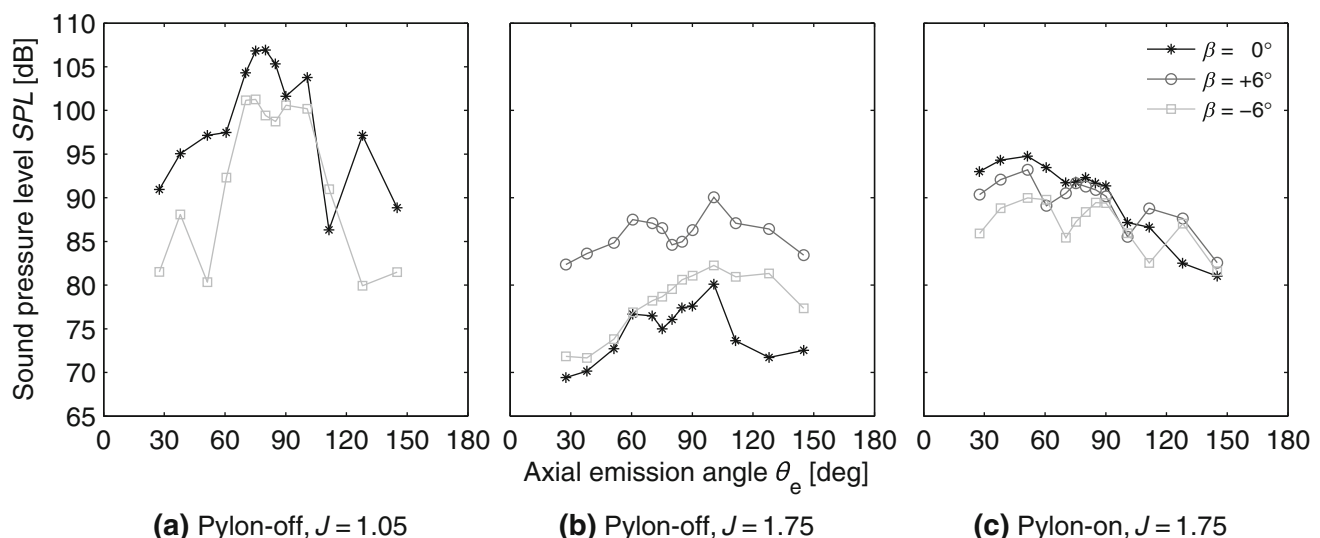 Sound pressure level SPL [dB]
110
105
100
95
90
85
80
75
70
65
0 30 60 90 120 150 180
0 30 60 90 120 150 180
0 30 60 90 120 150 180
β = 0°
β = +6°
β = −6°
Axial emission angle θe [deg]
(a) Pylon-off, J = 1.05
(b) Pylon-off, J = 1.75
(c) Pylon-on, J = 1.75